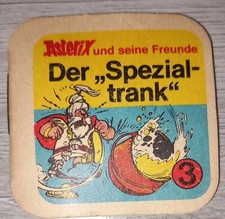 Asterix und seine Freunde
Der „Spezial-
trank“
3